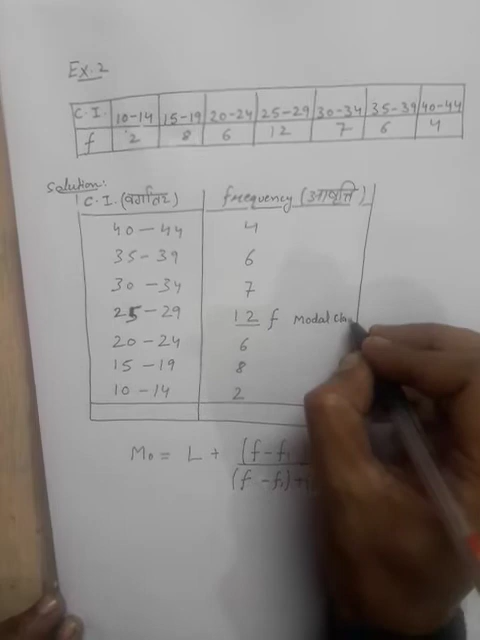 Ex.2
C.I. 10-14 15-19 20-24 25-29 30-34 35-39 40-44
f 2 8 6 12 7 6 4
Solution:
C.I. (वर्गांतर) frequency (आवृत्ति)
40-44 4
35-39 6
30-34 7
25-29 12 f Modal
20-24 6
15-19 8
10-14 2
Mo = L + (f-f1
(f-f1)+